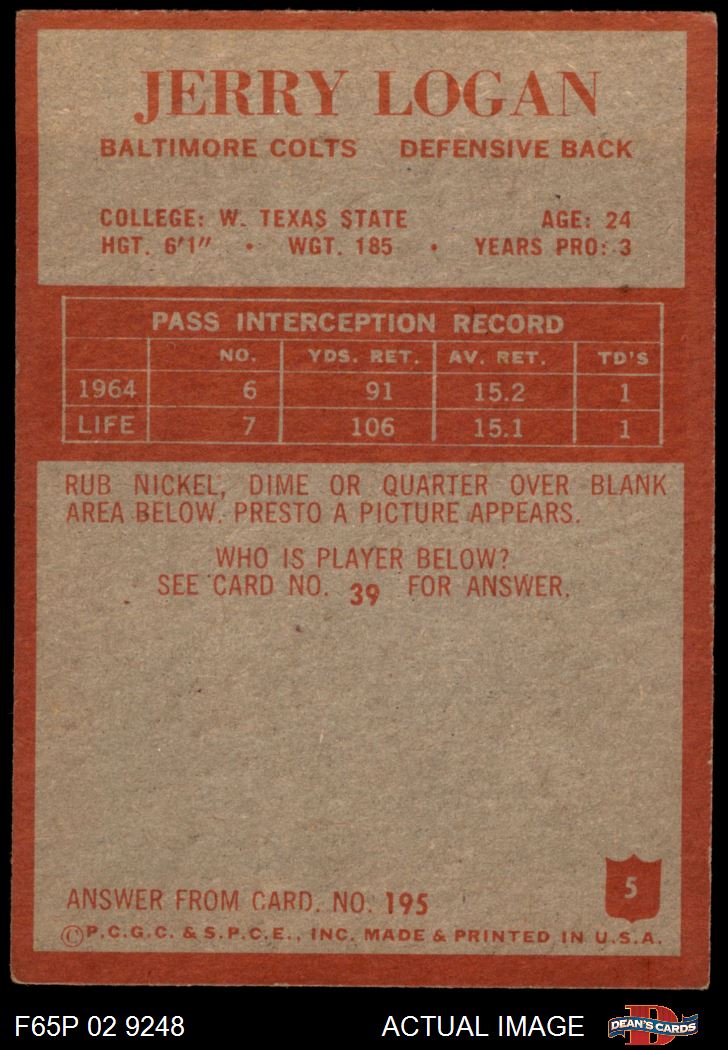 JERRY LOGAN
BALTIMORE COLTS DEFENSIVE BACK
COLLEGE: W. TEXAS STATE AGE: 24
HGT. 6'1" • WGT. 185 • YEARS PRO: 3
PASS INTERCEPTION RECORD
NO. YDS. RET. AV. RET. TD'S
1964 6 91 15.2 1
LIFE 7 106 15.1 1
RUB NICKEL, DIME OR QUARTER OVER BLANK
AREA BELOW. PRESTO A PICTURE APPEARS.
WHO IS PLAYER BELOW?
SEE CARD NO. 39 FOR ANSWER.
5
ANSWER FROM CARD. NO. 195
©P.C.G.C. & S.P.C.E., INC. MADE & PRINTED IN U.S.A.
F65P 02 9248 ACTUAL IMAGE
D
DEAN'S CARDS